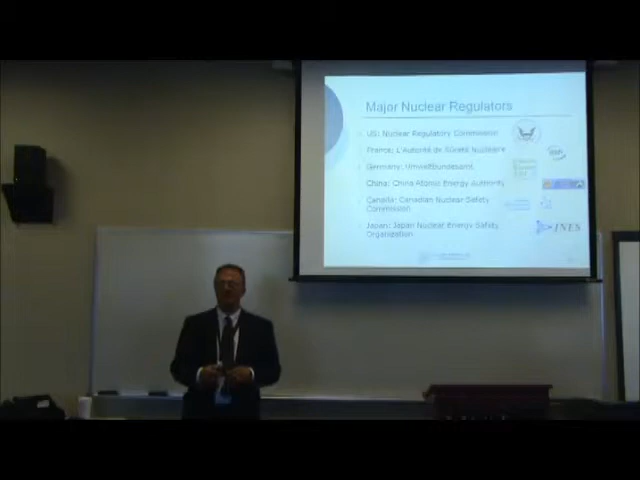 Major Nuclear Regulators
US: Nuclear Regulatory Commission
France: L'Autorité de Sûreté Nucléaire
Germany: Umweltbundesamt
China: China Atomic Energy Authority
Canada: Canadian Nuclear Safety
Commission
Japan: Japan Nuclear Energy Safety
Organization
JNES